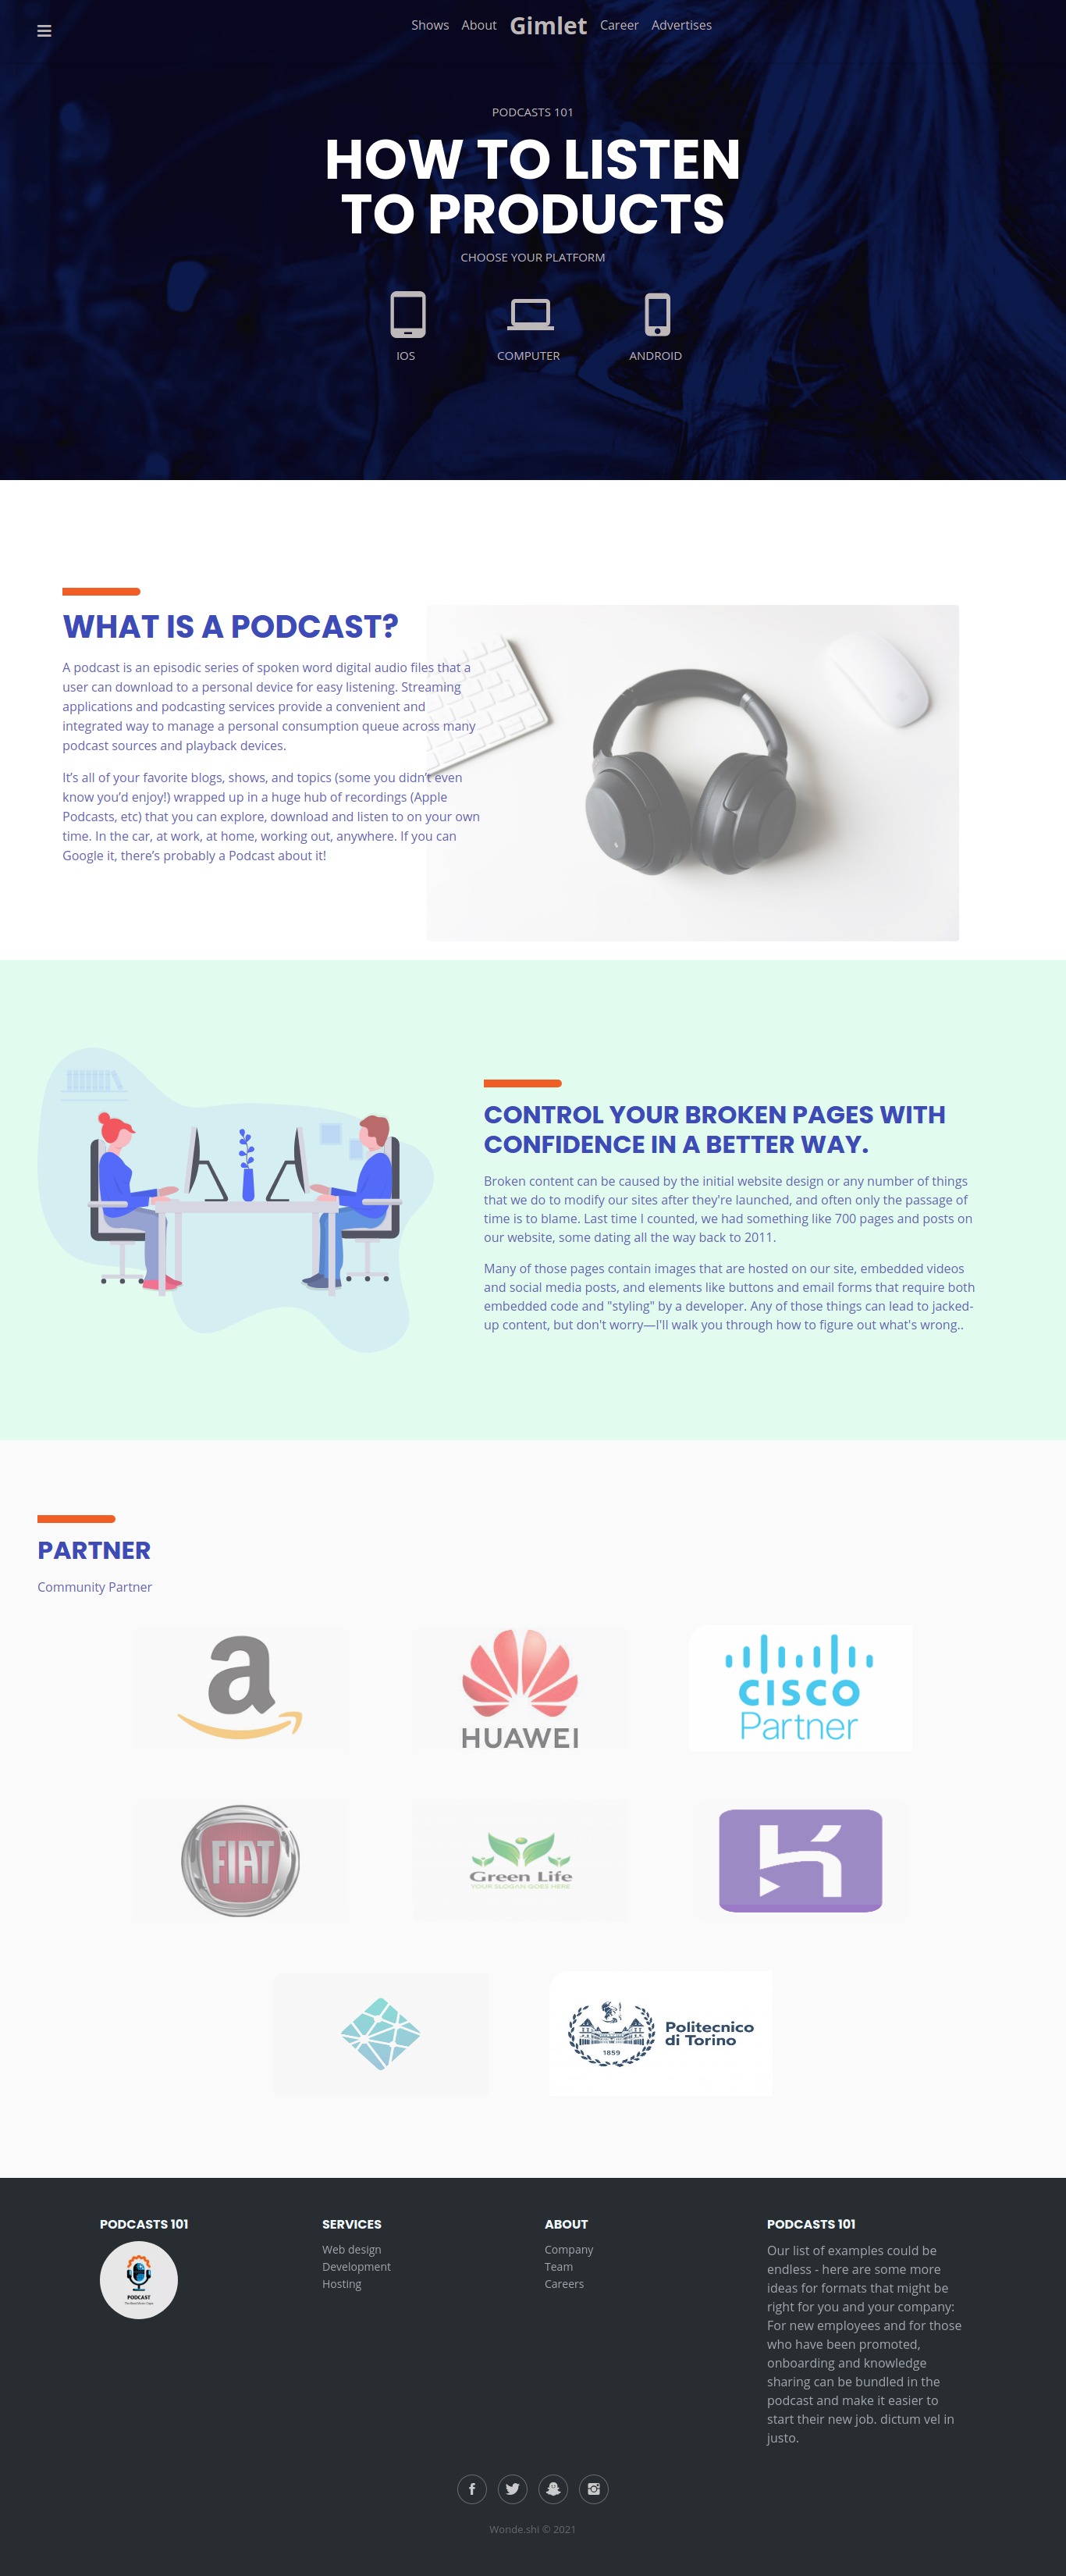 Shows About Gimlet Career Advertises
PODCASTS 101
HOW TO LISTEN
TO PRODUCTS
CHOOSE YOUR PLATFORM
IOS COMPUTER ANDROID
WHAT IS A PODCAST?
A podcast is an episodic series of spoken word digital audio files that a
user can download to a personal device for easy listening. Streaming
applications and podcasting services provide a convenient and
integrated way to manage a personal consumption queue across many
podcast sources and playback devices.
It’s all of your favorite blogs, shows, and topics (some you didn’t even
know you’d enjoy!) wrapped up in a huge hub of recordings (Apple
Podcasts, etc) that you can explore, download and listen to on your own
time. In the car, at work, at home, working out, anywhere. If you can
Google it, there’s probably a Podcast about it!
CONTROL YOUR BROKEN PAGES WITH
CONFIDENCE IN A BETTER WAY.
Broken content can be caused by the initial website design or any number of things
that we do to modify our sites after they're launched, and often only the passage of
time is to blame. Last time I counted, we had something like 700 pages and posts on
our website, some dating all the way back to 2011.
Many of those pages contain images that are hosted on our site, embedded videos
and social media posts, and elements like buttons and email forms that require both
embedded code and "styling" by a developer. Any of those things can lead to jacked-
up content, but don't worry—I'll walk you through how to figure out what's wrong..
PARTNER
Community Partner
a
HUAWEI
CISCO
Partner
FIAT
Green Life
YOUR SLOGAN GOES HERE
1859
Politecnico
di Torino
PODCASTS 101
PODCAST
SERVICES
Web design
Development
Hosting
ABOUT
Company
Team
Careers
PODCASTS 101
Our list of examples could be
endless - here are some more
ideas for formats that might be
right for you and your company:
For new employees and for those
who have been promoted,
onboarding and knowledge
sharing can be bundled in the
podcast and make it easier to
start their new job. dictum vel in
justo.
Wonde.shi © 2021